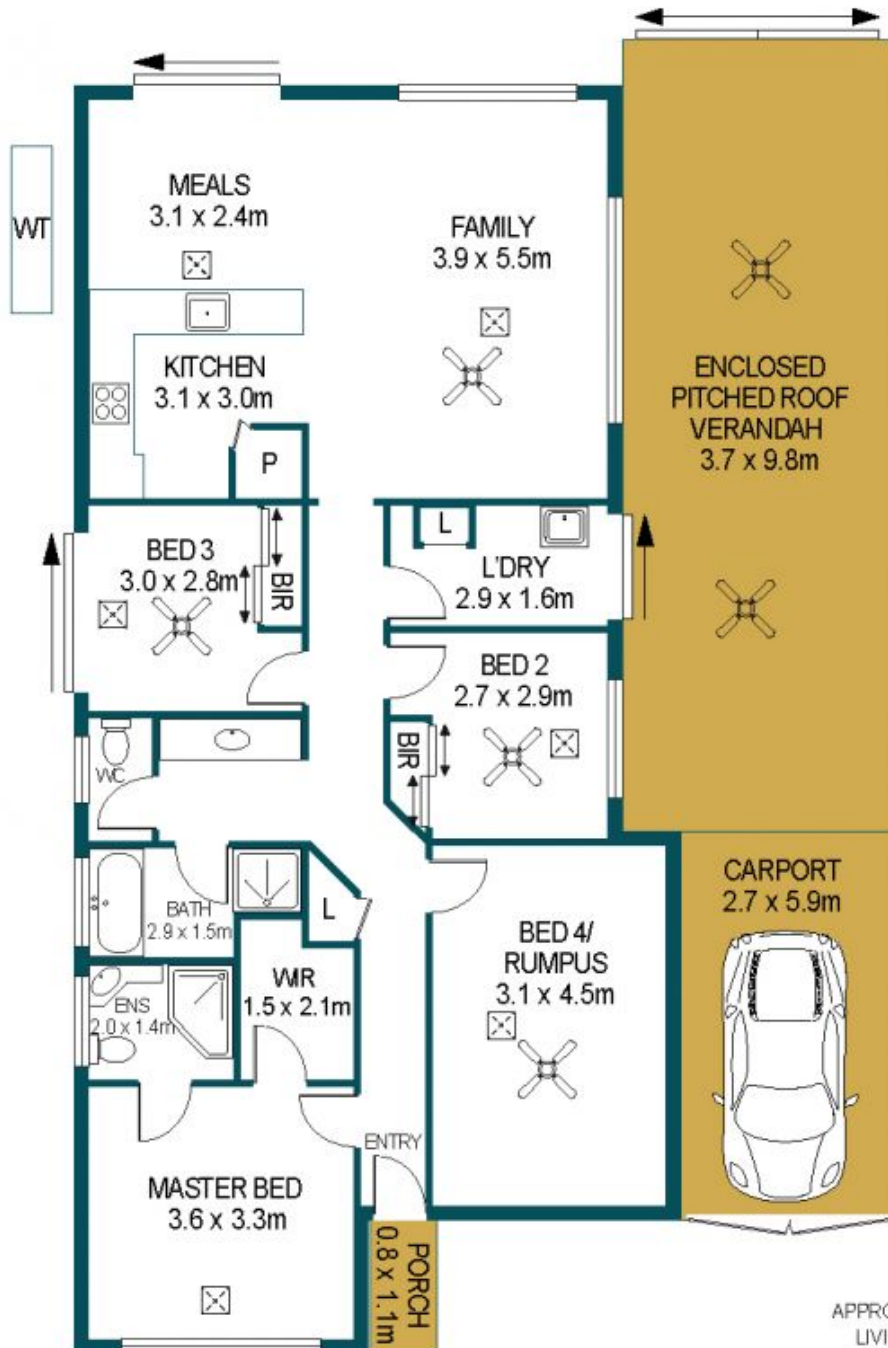 MEALS
3.1 x 2.4m
WT
FAMILY
3.9 x 5.5m
KITCHEN
3.1 x 3.0m
P
ENCLOSED
PITCHED ROOF
VERANDAH
3.7 x 9.8m
BED 3
3.0 x 2.8m
BIR
L
L'DRY
2.9 x 1.6m
BED 2
2.7 x 2.9m
BIR
WC
CARPORT
2.7 x 5.9m
BATH
2.9 x 1.5m
L
BED 4/
RUMPUS
3.1 x 4.5m
WIR
1.5 x 2.1m
ENS
2.0 x 1.4m
ENTRY
MASTER BED
3.6 x 3.3m
PORCH
0.8 x 1.1m
APPRO
LIVI